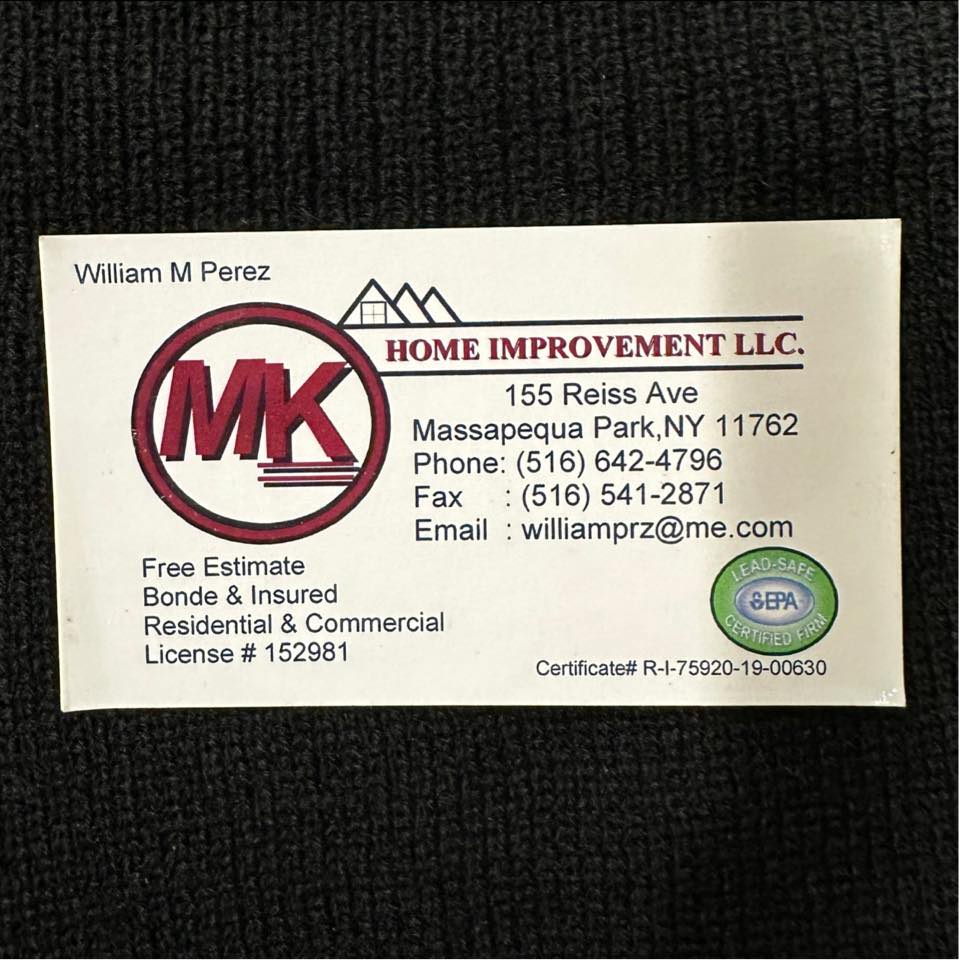 William M Perez
MK
HOME IMPROVEMENT LLC.
155 Reiss Ave
Massapequa Park,NY 11762
Phone: (516) 642-4796
Fax : (516) 541-2871
Email : williamprz@me.com
Free Estimate
Bonde & Insured
Residential & Commercial
License # 152981
LEAD-SAFE
EPA
CERTIFIED FIRM
Certificate# R-I-75920-19-00630